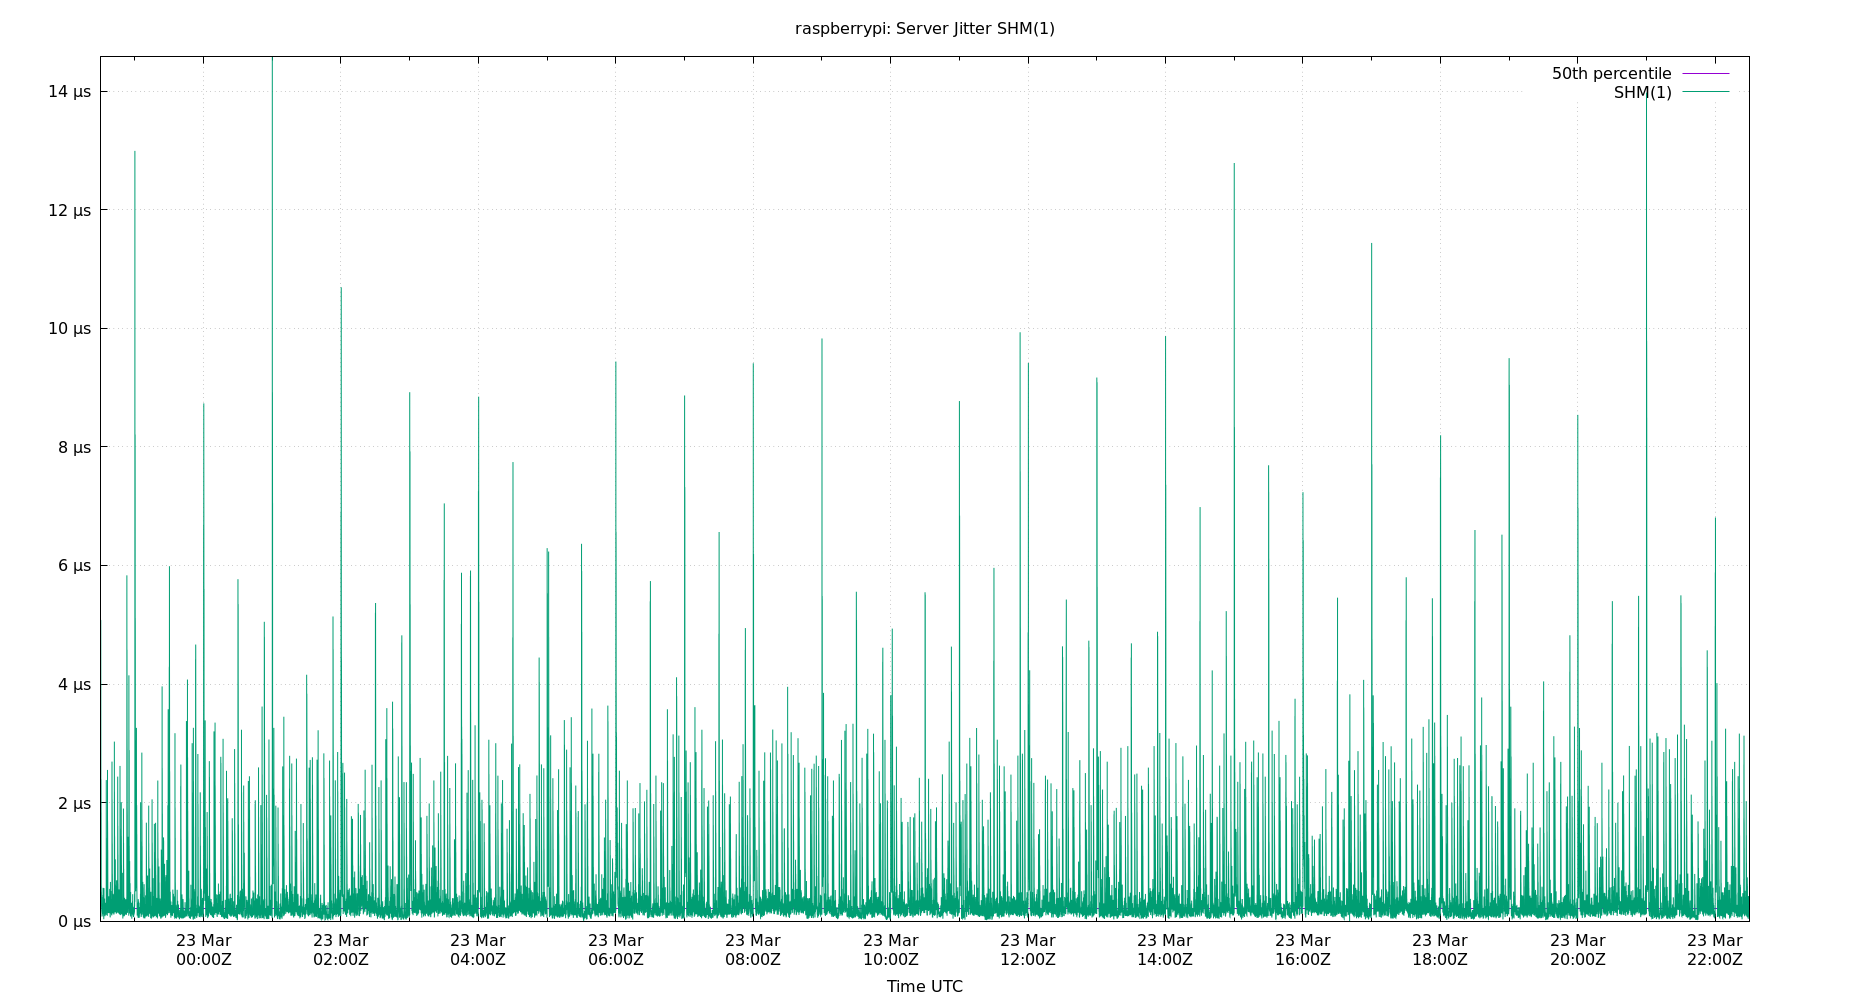 raspberrypi: Server Jitter SHM(1)
50th percentile
SHM(1)
14 µs
12 µs
10 µs
8 µs
6 µs
4 µs
2 µs
0 µs
23 Mar 23 Mar 23 Mar 23 Mar 23 Mar 23 Mar 23 Mar 23 Mar 23 Mar 23 Mar 23 Mar 23 Mar
00:00Z 02:00Z 04:00Z 06:00Z 08:00Z 10:00Z 12:00Z 14:00Z 16:00Z 18:00Z 20:00Z 22:00Z
Time UTC